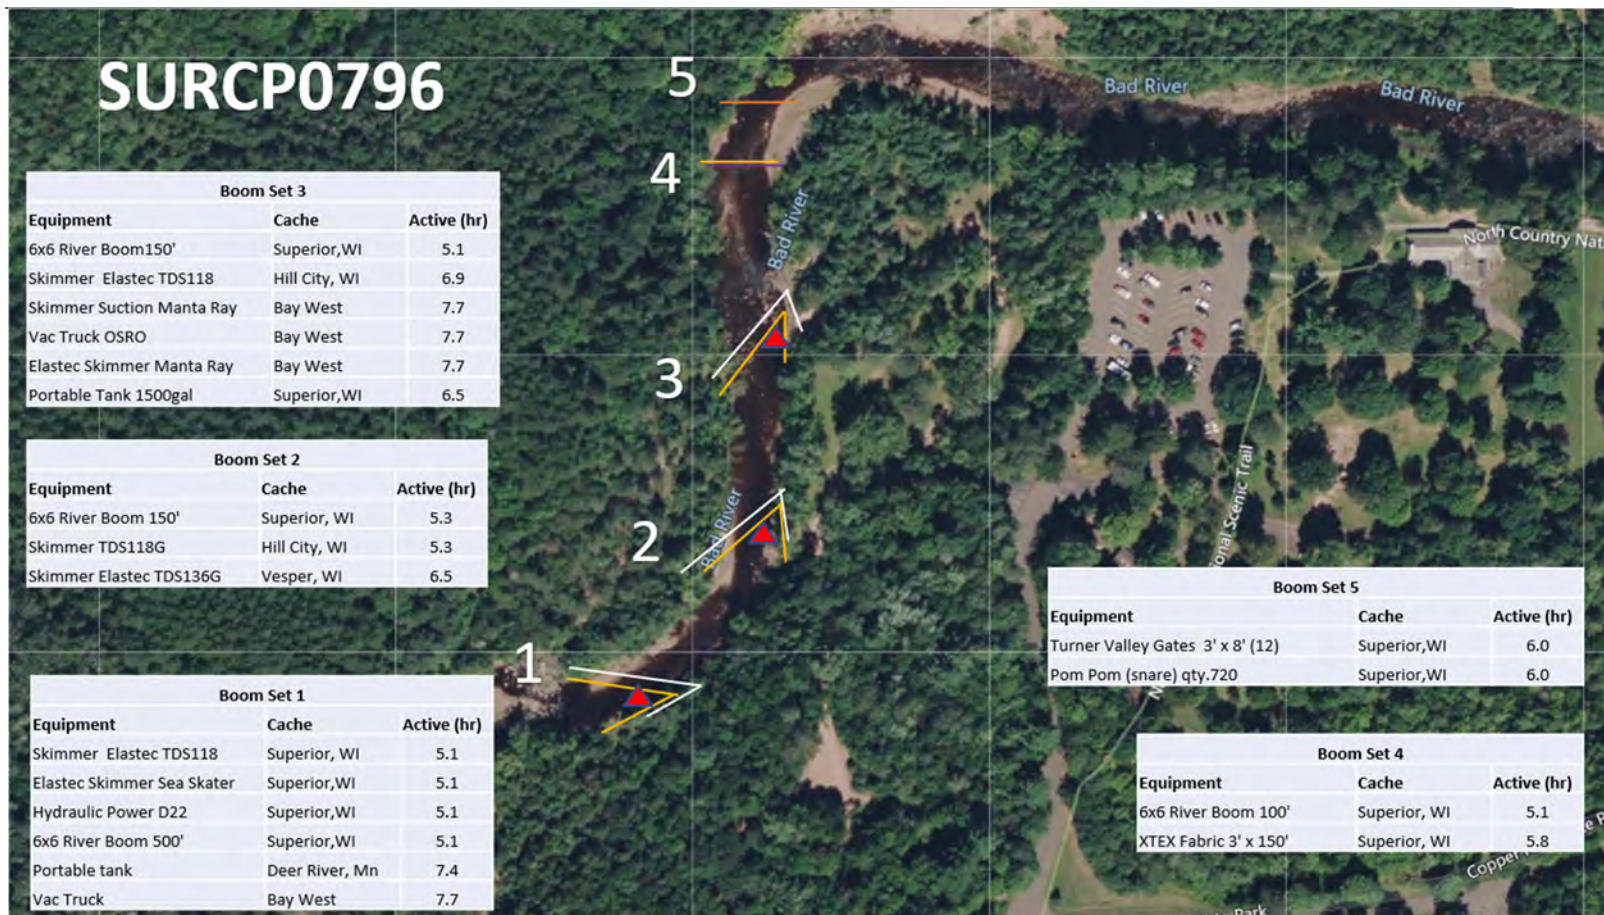 SURCP0796
5
Bad River
Bad River
4
Boom Set 3
Equipment Cache Active (hr)
6x6 River Boom150' Superior,WI 5.1
Skimmer Elastec TDS118 Hill City, WI 6.9
Skimmer Suction Manta Ray Bay West 7.7
Vac Truck OSRO Bay West 7.7
Elastec Skimmer Manta Ray Bay West 7.7
Portable Tank 1500gal Superior,WI 6.5
Bad River
North Country Nat
3
Boom Set 2
Equipment Cache Active (hr)
6x6 River Boom 150' Superior, WI 5.3
Skimmer TDS118G Hill City, WI 5.3
Skimmer Elastec TDS136G Vesper, WI 6.5
2
Bad River
ional Scenic Trail
N
Boom Set 5
Equipment Cache Active (hr)
Turner Valley Gates 3' x 8' (12) Superior,WI 6.0
Pom Pom (snare) qty.720 Superior,WI 6.0
1
Boom Set 1
Equipment Cache Active (hr)
Skimmer Elastec TDS118 Superior, WI 5.1
Elastec Skimmer Sea Skater Superior,WI 5.1
Hydraulic Power D22 Superior,WI 5.1
6x6 River Boom 500' Superior,WI 5.1
Portable tank Deer River, Mn 7.4
Vac Truck Bay West 7.7
Boom Set 4
Equipment Cache Active (hr)
6x6 River Boom 100' Superior, WI 5.1
XTEX Fabric 3' x 150' Superior, WI 5.8
Copper
Park